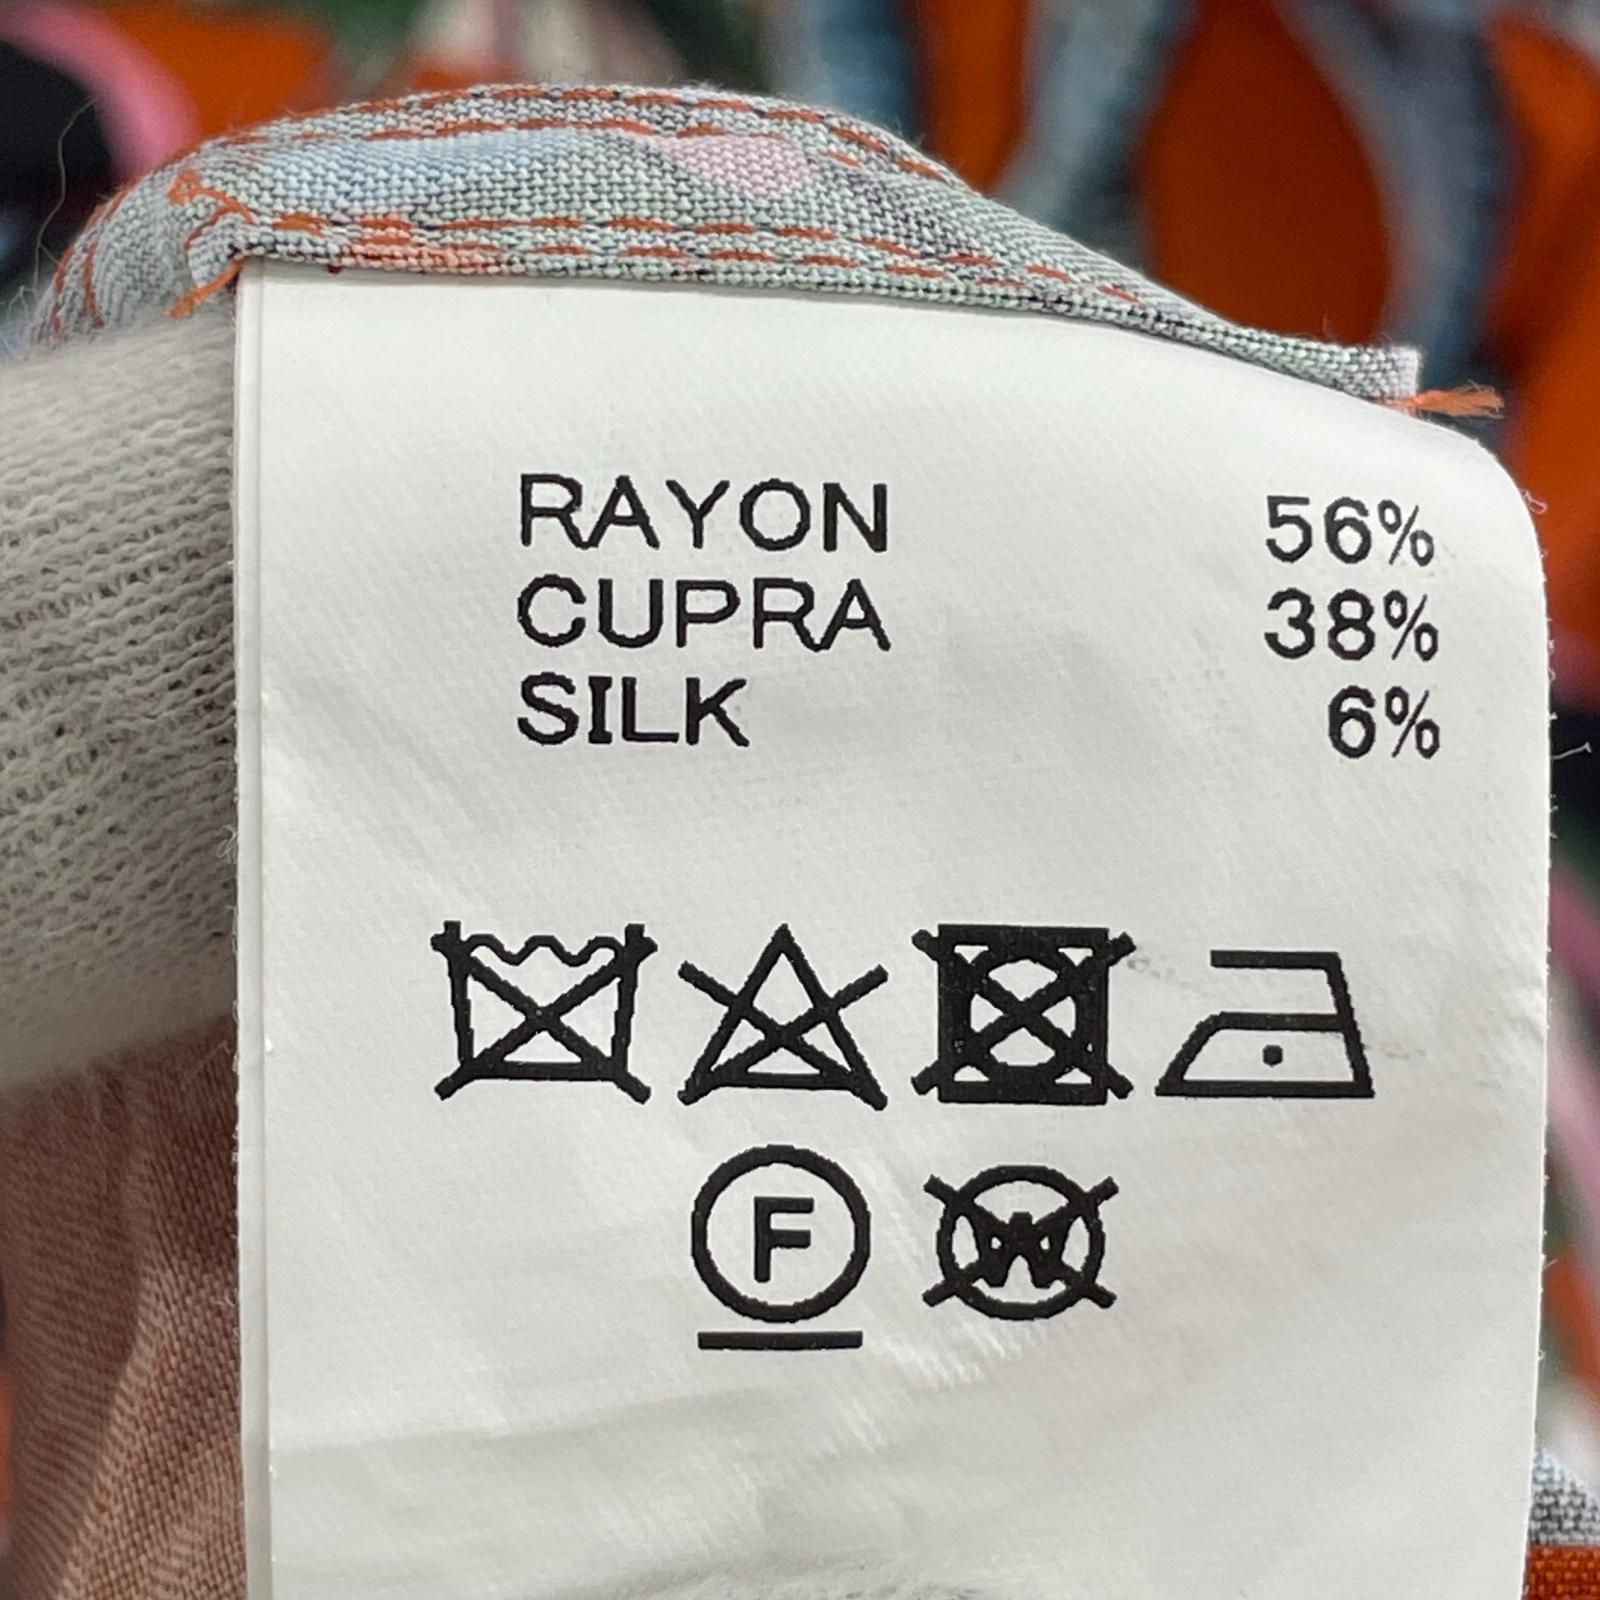 RAYON 56%
CUPRA 38%
SILK 6%
F W